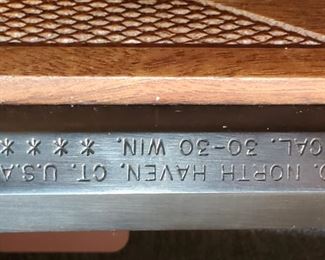 O. NORTH HAVEN, CT. U.S.A
CAL. 30-30 WIN. ****